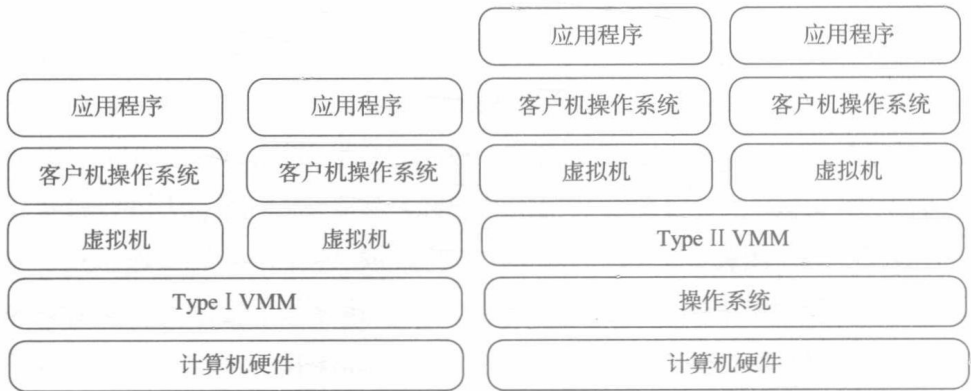 应用程序 应用程序
客户机操作系统 客户机操作系统
虚拟机 虚拟机
Type I VMM
计算机硬件
应用程序 应用程序
客户机操作系统 客户机操作系统
虚拟机 虚拟机
Type II VMM
操作系统
计算机硬件